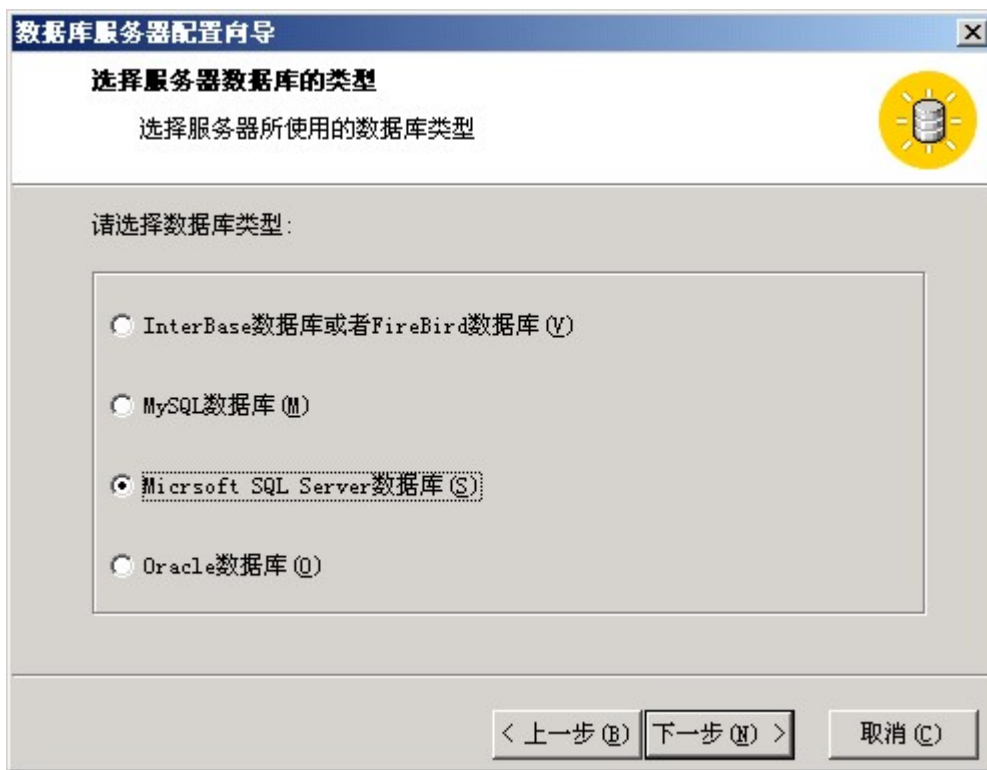 数据库服务器配置向导
选择服务器数据库的类型
选择服务器所使用的数据库类型
请选择数据库类型:
InterBase数据库或者FireBird数据库(V)
MySQL数据库(M)
Micrsoft SQL Server数据库(S)
Oracle数据库(O)
< 上一步(B) 下一步(N) > 取消(C)